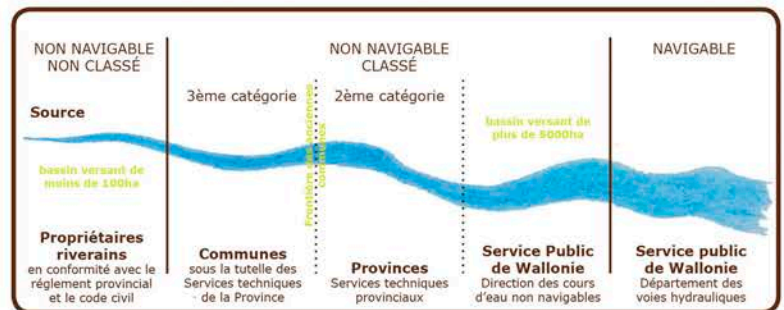 NON NAVIGABLE
NON CLASSÉ
NON NAVIGABLE
CLASSÉ
NAVIGABLE
3ème catégorie
2ème catégorie
Source
bassin versant de
moins de 100ha
Frontière des anciennes
communes
bassin versant de
plus de 5000ha
Propriétaires
riverains
en conformité avec le
réglement provincial
et le code civil
Communes
sous la tutelle des
Services techniques
de la Province
Provinces
Services techniques
provinciaux
Service Public
de Wallonie
Direction des cours
d'eau non navigables
Service public
de Wallonie
Département des
voies hydrauliques